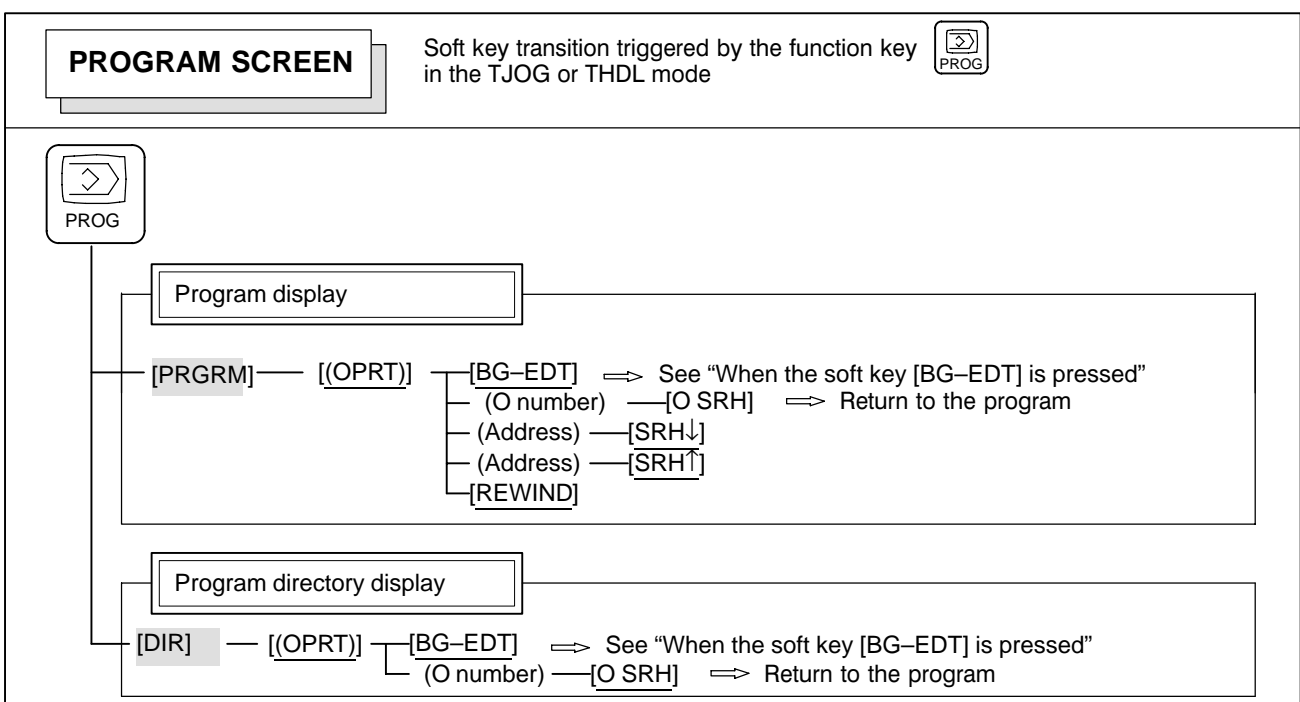 PROGRAM SCREEN
Soft key transition triggered by the function key
in the TJOG or THDL mode
PROG
PROG
Program display
[PRGRM] [(OPRT)] [BG–EDT] ⇒ See “When the soft key [BG–EDT] is pressed”
(O number) [O SRH] ⇒ Return to the program
(Address) [SRH↓]
(Address) [SRH↑]
[REWIND]
Program directory display
[DIR] [(OPRT)] [BG–EDT] ⇒ See “When the soft key [BG–EDT] is pressed”
(O number) [O SRH] ⇒ Return to the program